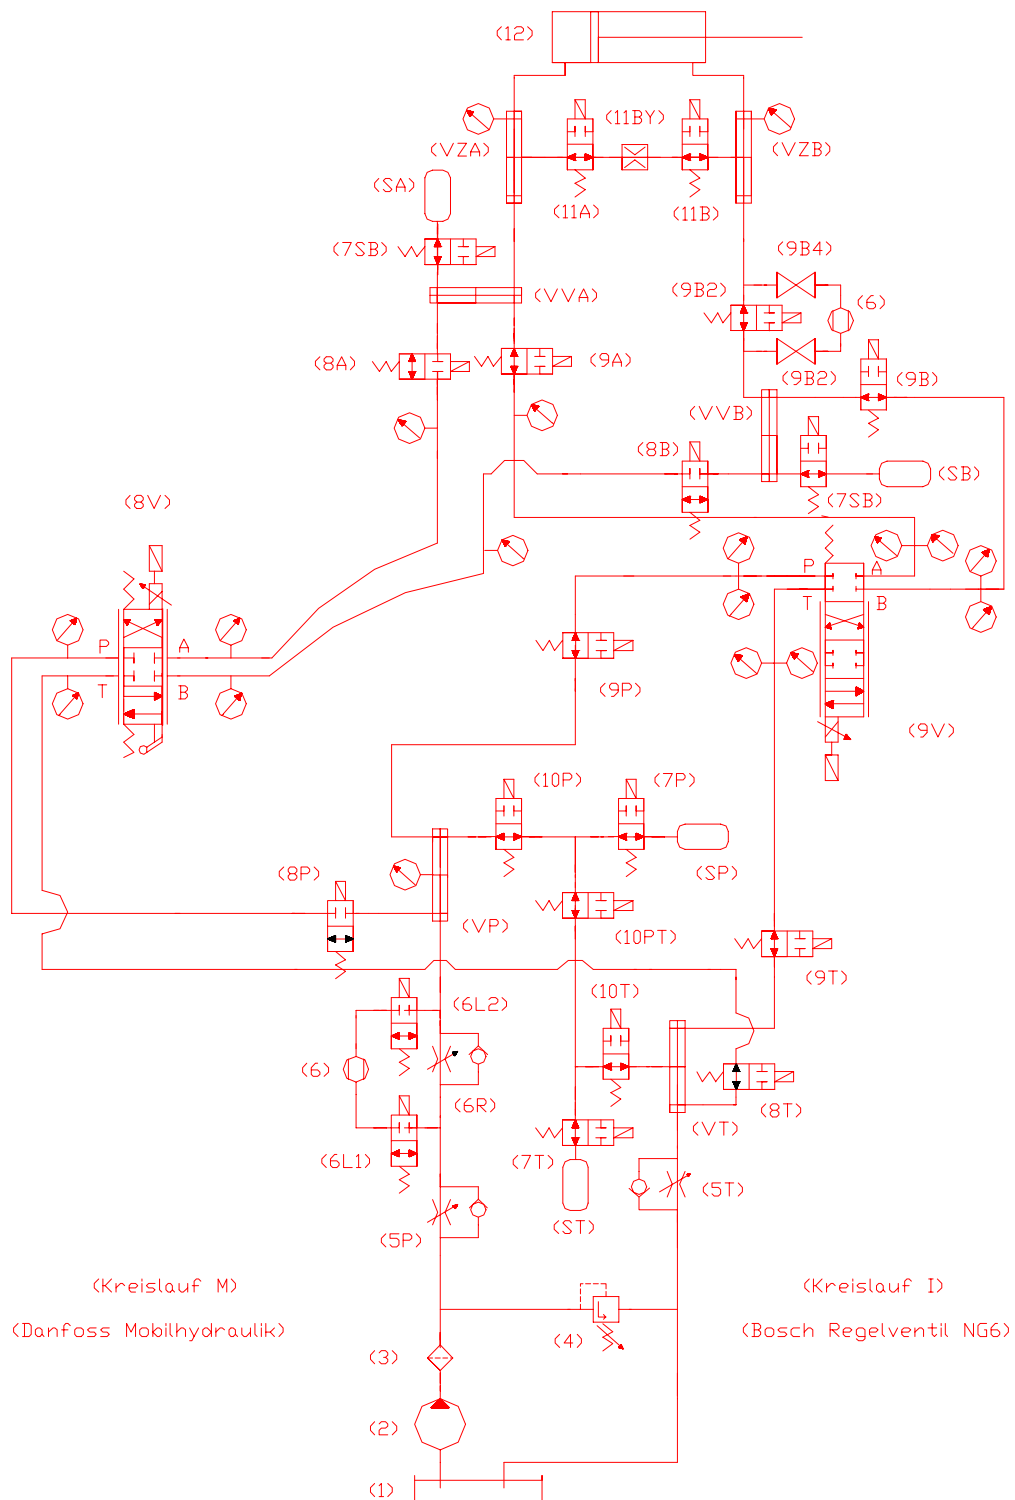 (12)
(11BY)
(VZA)
(VZB)
(SA)
(11A)
(11B)
(7SB)
(9B4)
(9B2)
(VVA)
(6)
(8A)
(9A)
(9B2)
(9B)
(VVB)
(8B)
(SB)
(7SB)
(8V)
P
A
T
B
P
A
T
B
(9P)
(9V)
(10P)
(7P)
(8P)
(SP)
(VP)
(10PT)
(9T)
(10T)
(6L2)
(6)
(6R)
(8T)
(VT)
(6L1)
(7T)
(5T)
(ST)
(5P)
(Kreislauf M)
(Kreislauf I)
(Danfoss Mobilhydraulik)
(Bosch Regelventil NG6)
(4)
(3)
(2)
(1)